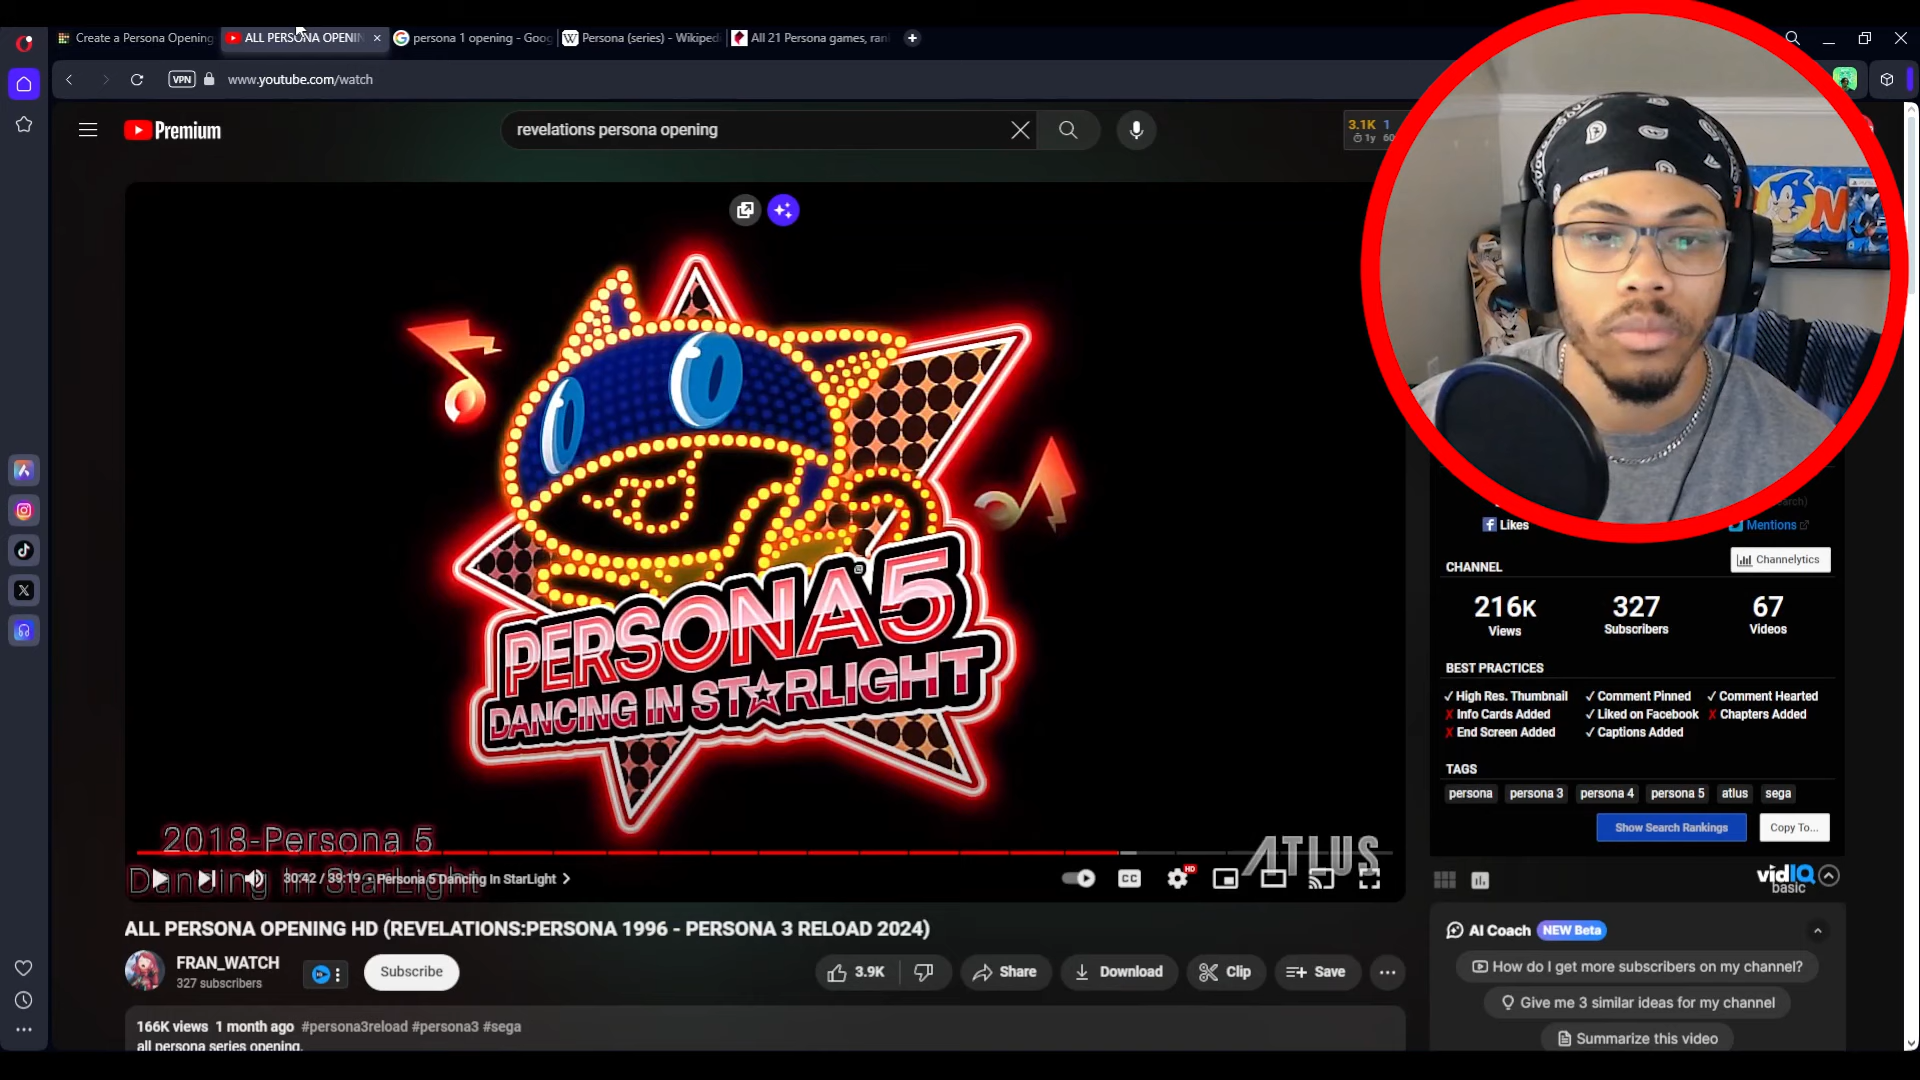 Create a Persona Opening
ALL PERSONA OPENIN
persona 1 opening - Goog
Persona (series) - Wikiped
All 21 Persona games, ran
VPN
www.youtube.com/watch
Premium
revelations persona opening
3.1K 1
1y 60
PERSONA5
DANCING IN ST★RLIGHT
2018-Persona 5
Dancing In StarLight
ATLUS
30:42 / 39:19 • Persona 5 Dancing In StarLight
CC
HD
ALL PERSONA OPENING HD (REVELATIONS:PERSONA 1996 - PERSONA 3 RELOAD 2024)
FRAN_WATCH
327 subscribers
Subscribe
3.9K
Share
Download
Clip
Save
166K views 1 month ago #persona3reload #persona3 #sega
all persona series opening.
Likes
Mentions
Channelytics
CHANNEL
216K
327
67
Views
Subscribers
Videos
BEST PRACTICES
✓ High Res. Thumbnail ✓ Comment Pinned ✓ Comment Hearted
✗ Info Cards Added ✓ Liked on Facebook ✗ Chapters Added
✗ End Screen Added ✓ Captions Added
TAGS
persona persona 3 persona 4 persona 5 atlus sega
Show Search Rankings
Copy To...
vidIQ
basic
AI Coach NEW Beta
How do I get more subscribers on my channel?
Give me 3 similar ideas for my channel
Summarize this video